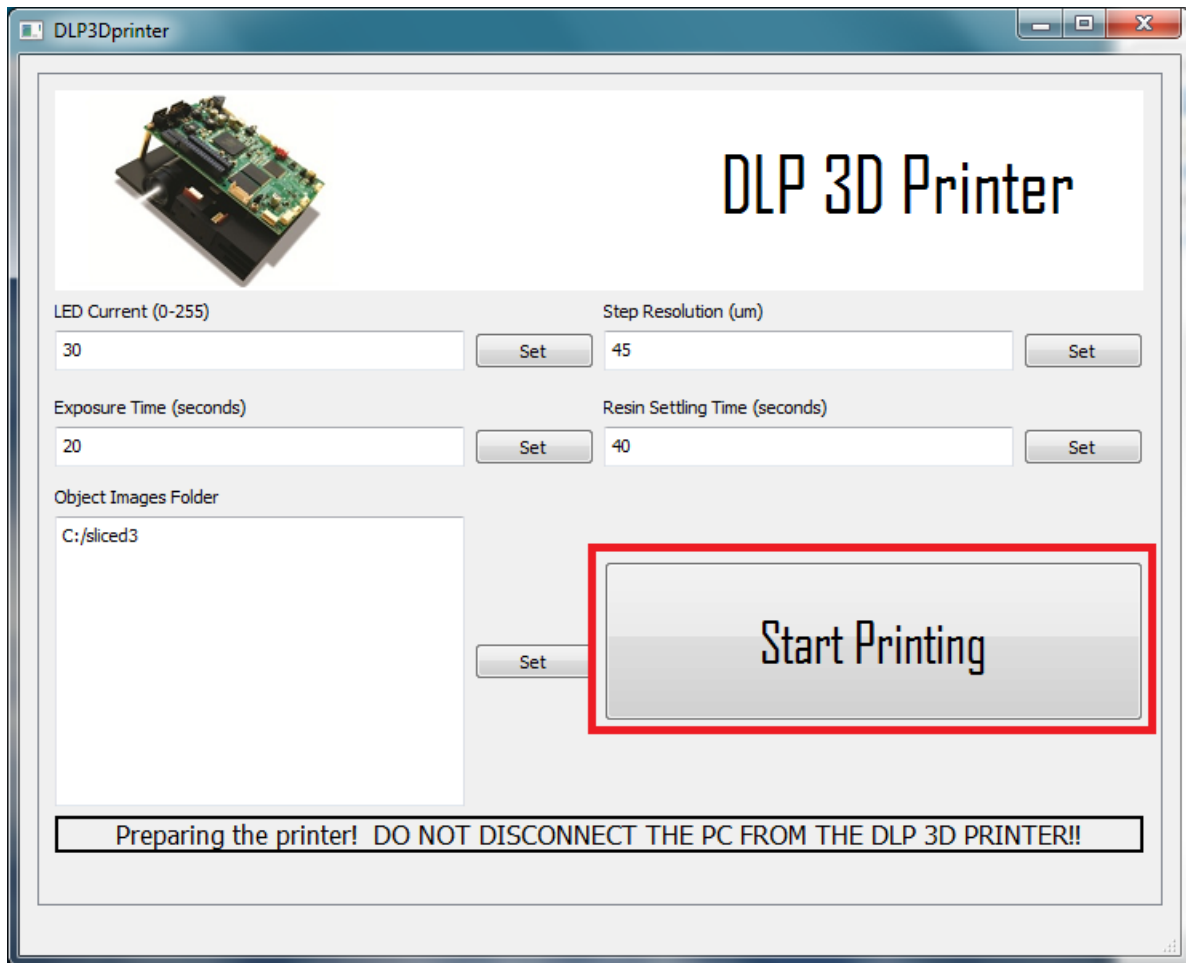 DLP3Dprinter
DLP 3D Printer
LED Current (0-255)
Step Resolution (um)
30
Set
45
Set
Exposure Time (seconds)
Resin Settling Time (seconds)
20
Set
40
Set
Object Images Folder
C:/sliced3
Set
Start Printing
Preparing the printer!  DO NOT DISCONNECT THE PC FROM THE DLP 3D PRINTER!!